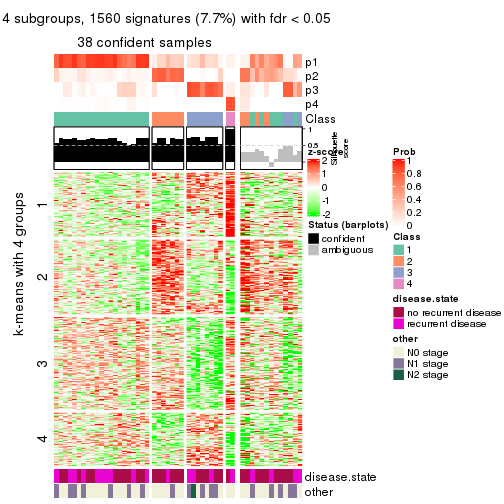 4 subgroups, 1560 signatures (7.7%) with fdr < 0.05
38 confident samples
p1
p2
p3
p4
Class
1
0.5
0
Silhouette
score
k-means with 4 groups
1
2
3
4
z-score
2
1
0
-1
-2
Status (barplots)
confident
ambiguous
Prob
1
0.8
0.6
0.4
0.2
0
Class
1
2
3
4
disease.state
no recurrent disease
recurrent disease
other
N0 stage
N1 stage
N2 stage
disease.state
other